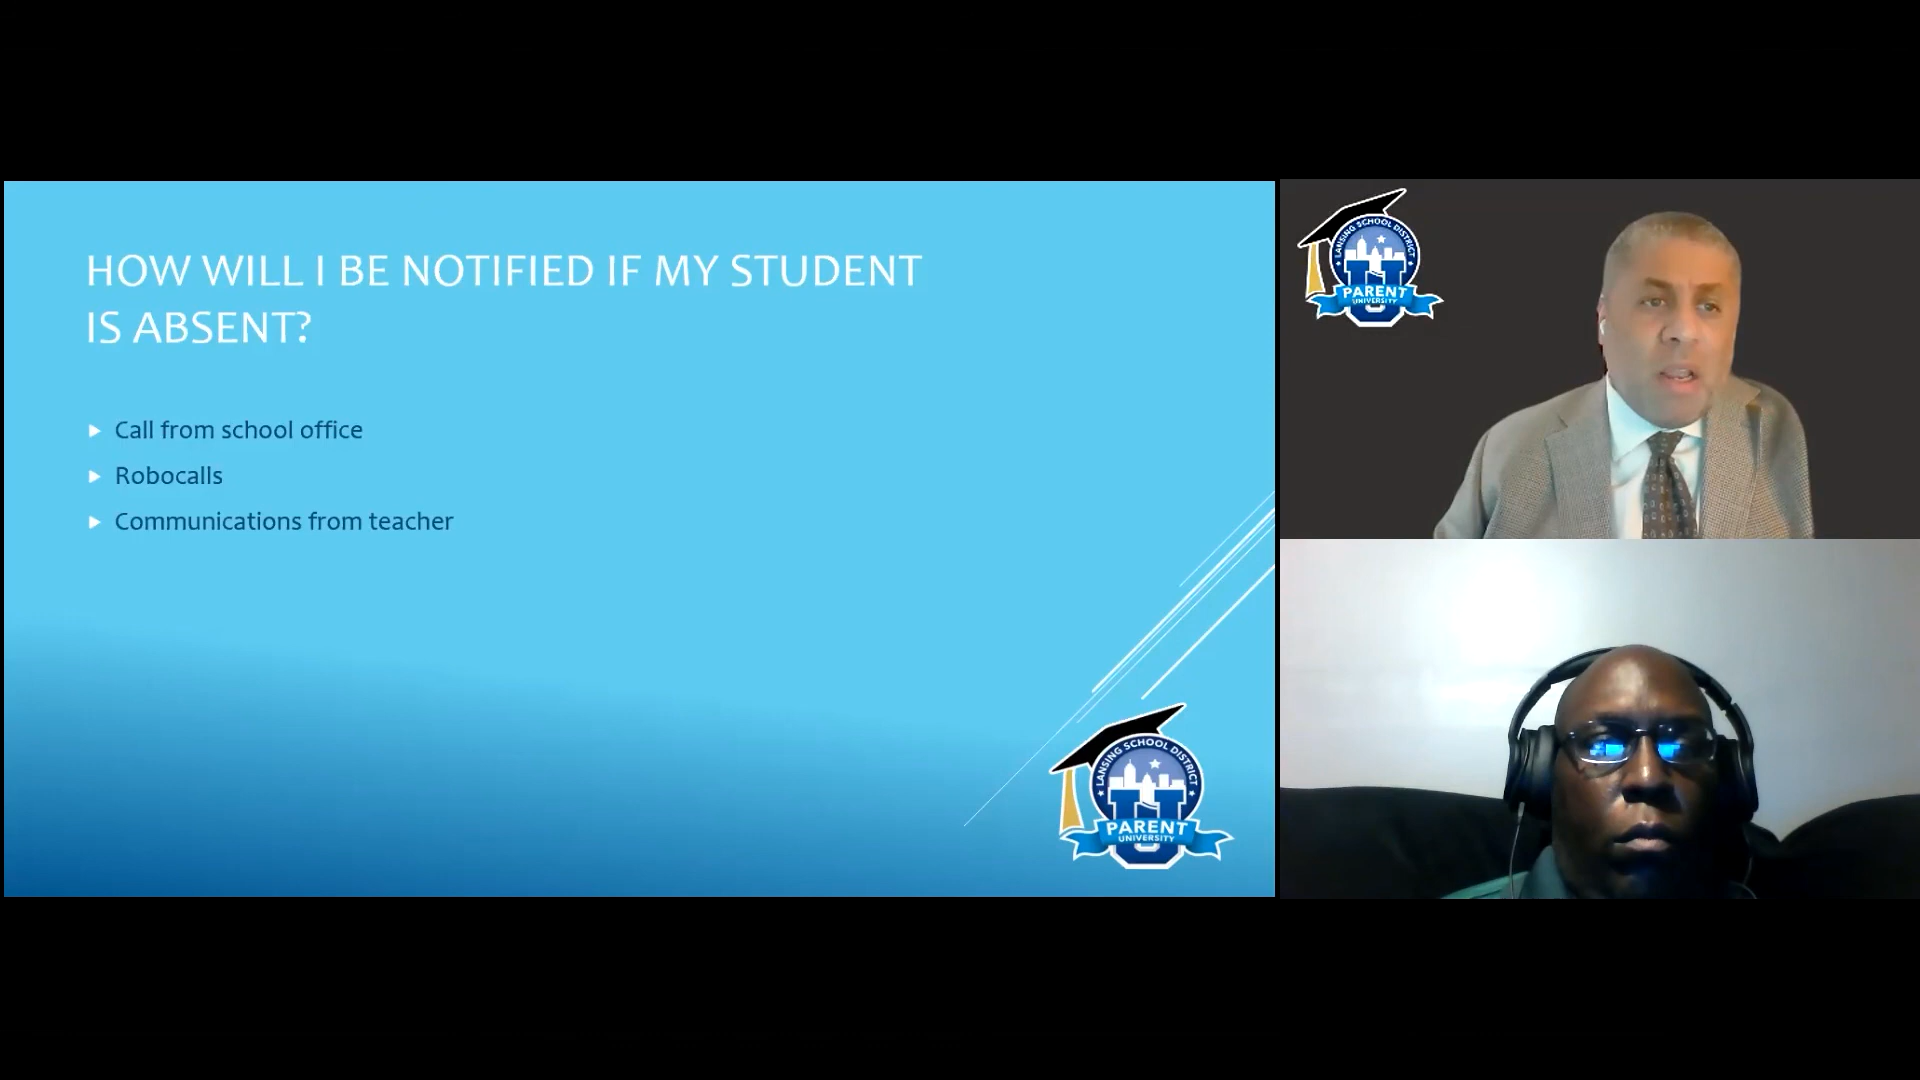 HOW WILL I BE NOTIFIED IF MY STUDENT
IS ABSENT?
Call from school office
Robocalls
Communications from teacher
LANSING SCHOOL DISTRICT
U
PARENT
UNIVERSITY
LANSING SCHOOL DISTRICT
U
PARENT
UNIVERSITY